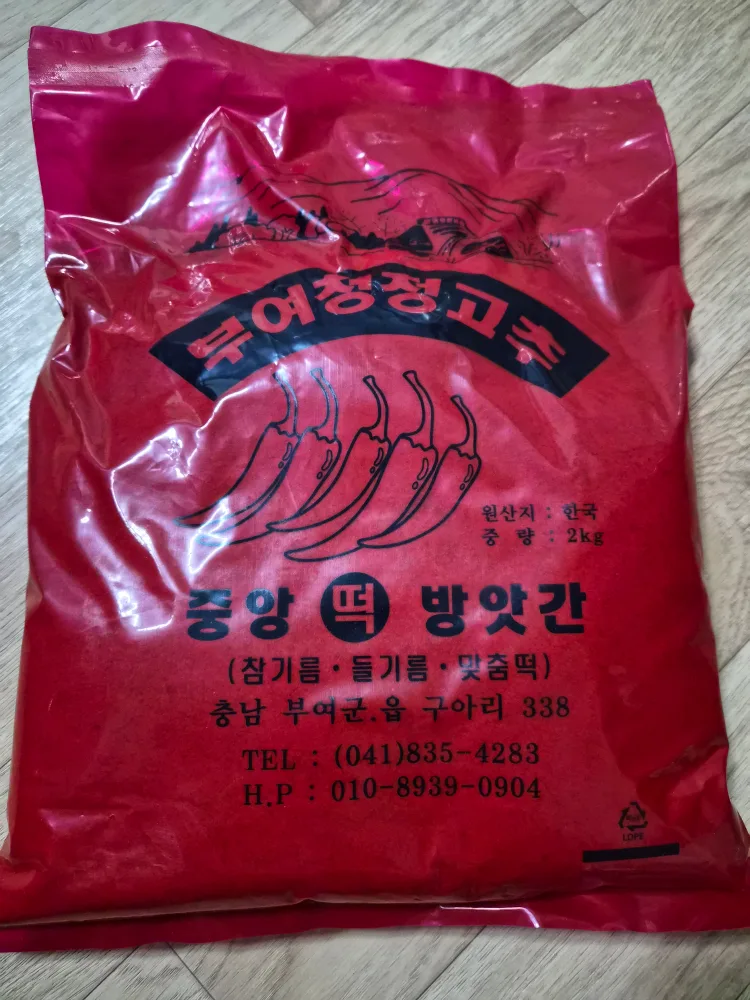 부여청정고추
원산지 : 한국
중 량 : 2kg
중앙 떡 방앗간
(참기름·들기름·맞춤떡)
충남 부여군.읍 구아리 338
TEL : (041)835-4283
H.P : 010-8939-0904
LDPE